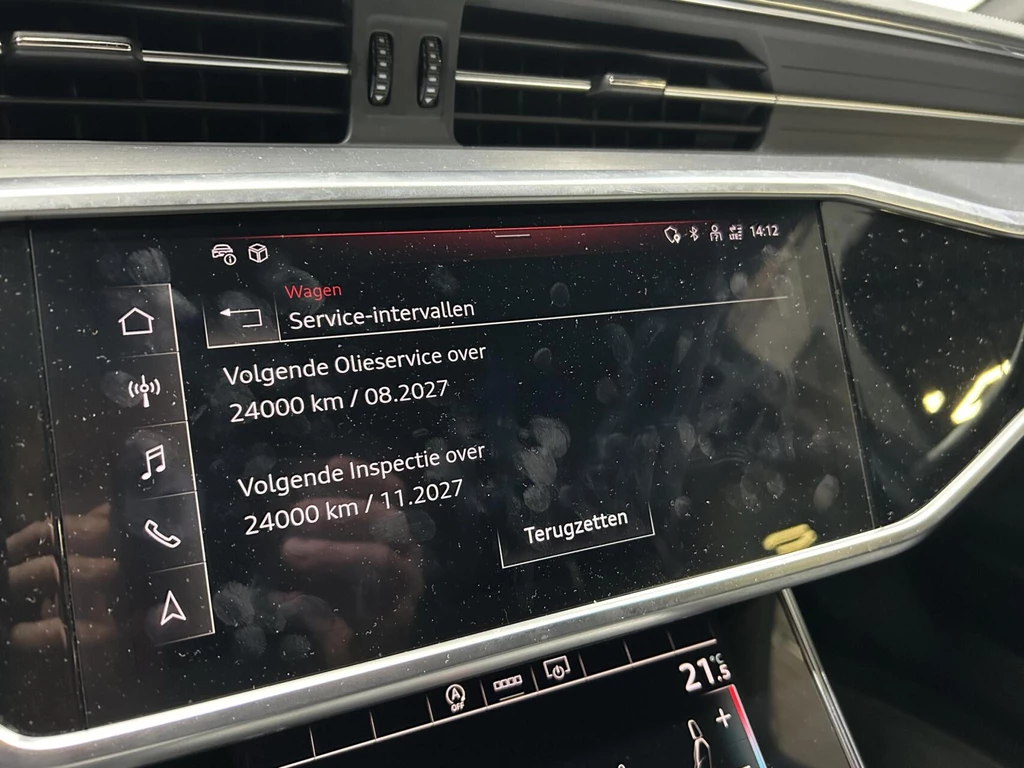 14:12
Wagen
Service-intervallen
Volgende Olieservice over
24000 km / 08.2027
Volgende Inspectie over
24000 km / 11.2027
Terugzetten
A
OFF
21.5 °C
+